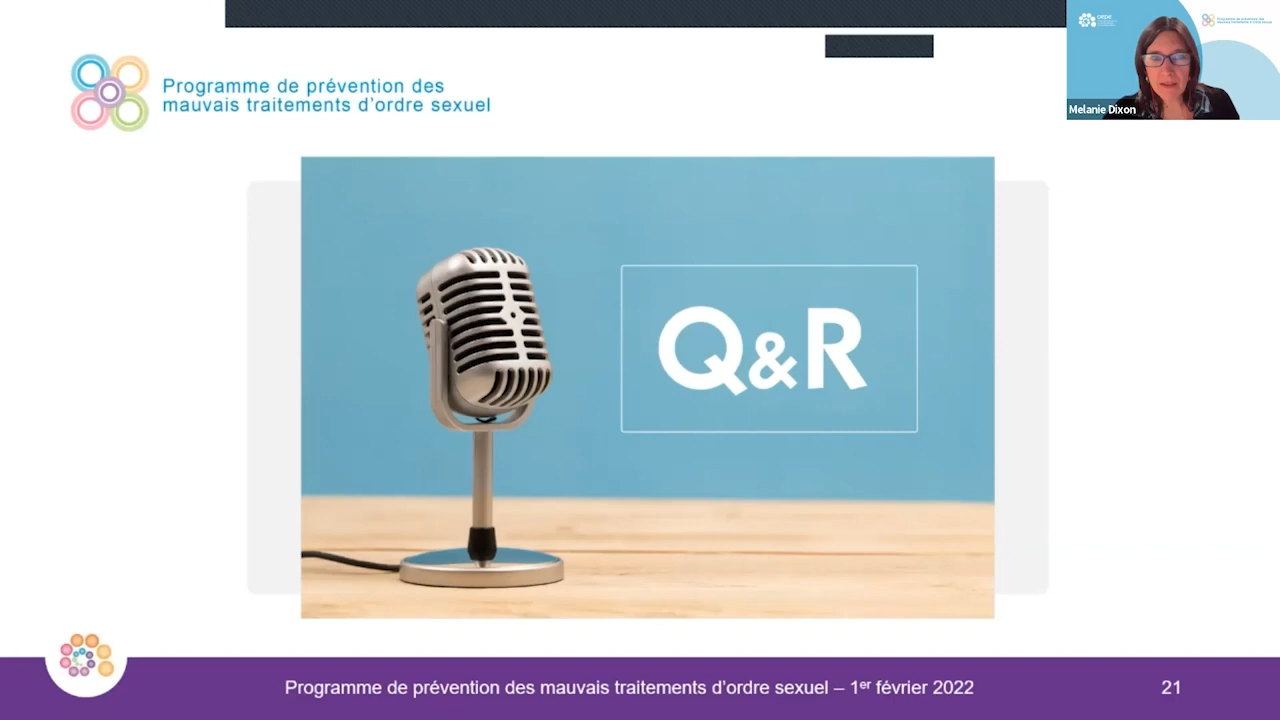 Programme de prévention des
mauvais traitements d'ordre sexuel
Melanie Dixon
Q&R
Programme de prévention des mauvais traitements d'ordre sexuel – 1er février 2022
21